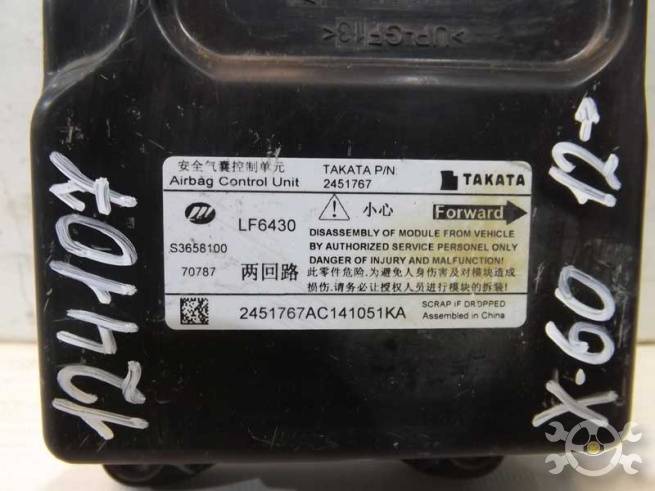 >UP-GF13<
安全气囊控制单元
Airbag Control Unit
TAKATA P/N
2451767
TAKATA
LF6430
小心
Forward
S3658100
70787
两回路
DISASSEMBLY OF MODULE FROM VEHICLE
BY AUTHORIZED SERVICE PERSONEL ONLY
DANGER OF INJURY AND MALFUNCTION!
此零件危险,为避免人身伤害及对模块造成
损伤,请务必让授权人员进行模块的拆装!
2451767AC141051KA
SCRAP IF DROPPED
Assembled in China
X-60 12→